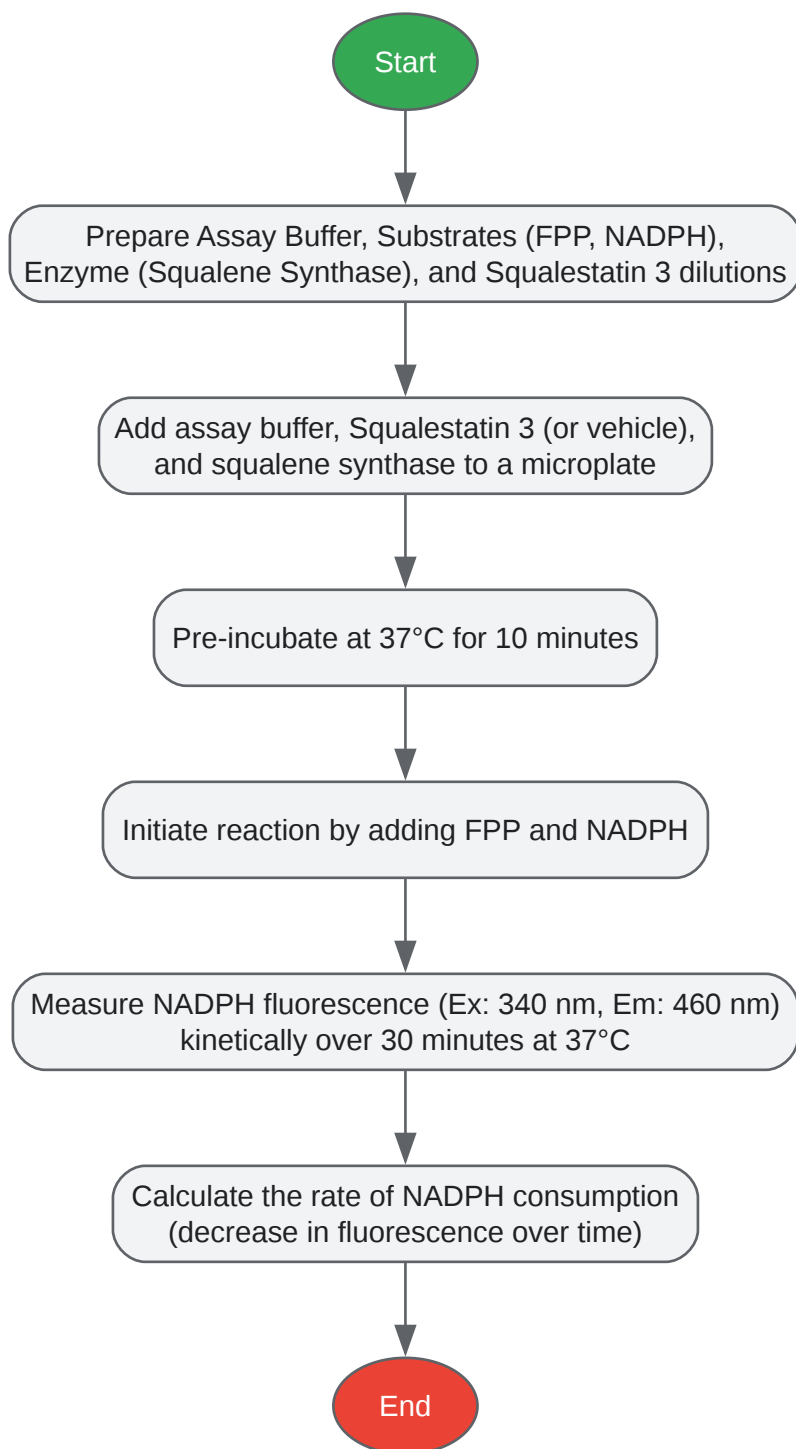 Start
Prepare Assay Buffer, Substrates (FPP, NADPH),
Enzyme (Squalene Synthase), and Squalestatin 3 dilutions
Add assay buffer, Squalestatin 3 (or vehicle),
and squalene synthase to a microplate
Pre-incubate at 37°C for 10 minutes
Initiate reaction by adding FPP and NADPH
Measure NADPH fluorescence (Ex: 340 nm, Em: 460 nm)
kinetically over 30 minutes at 37°C
Calculate the rate of NADPH consumption
(decrease in fluorescence over time)
End